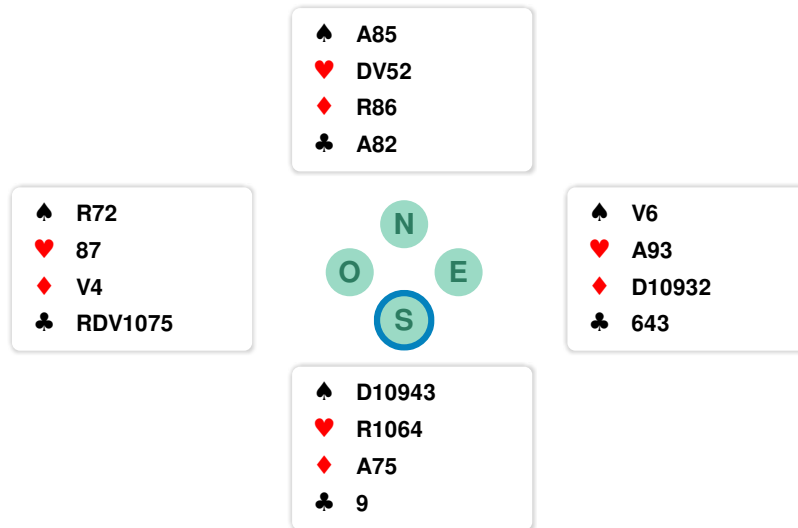 ♠ A85
♥ DV52
♦ R86
♣ A82
♠ R72
♥ 87
♦ V4
♣ RDV1075
N
O E
S
♠ V6
♥ A93
♦ D10932
♣ 643
♠ D10943
♥ R1064
♦ A75
♣ 9